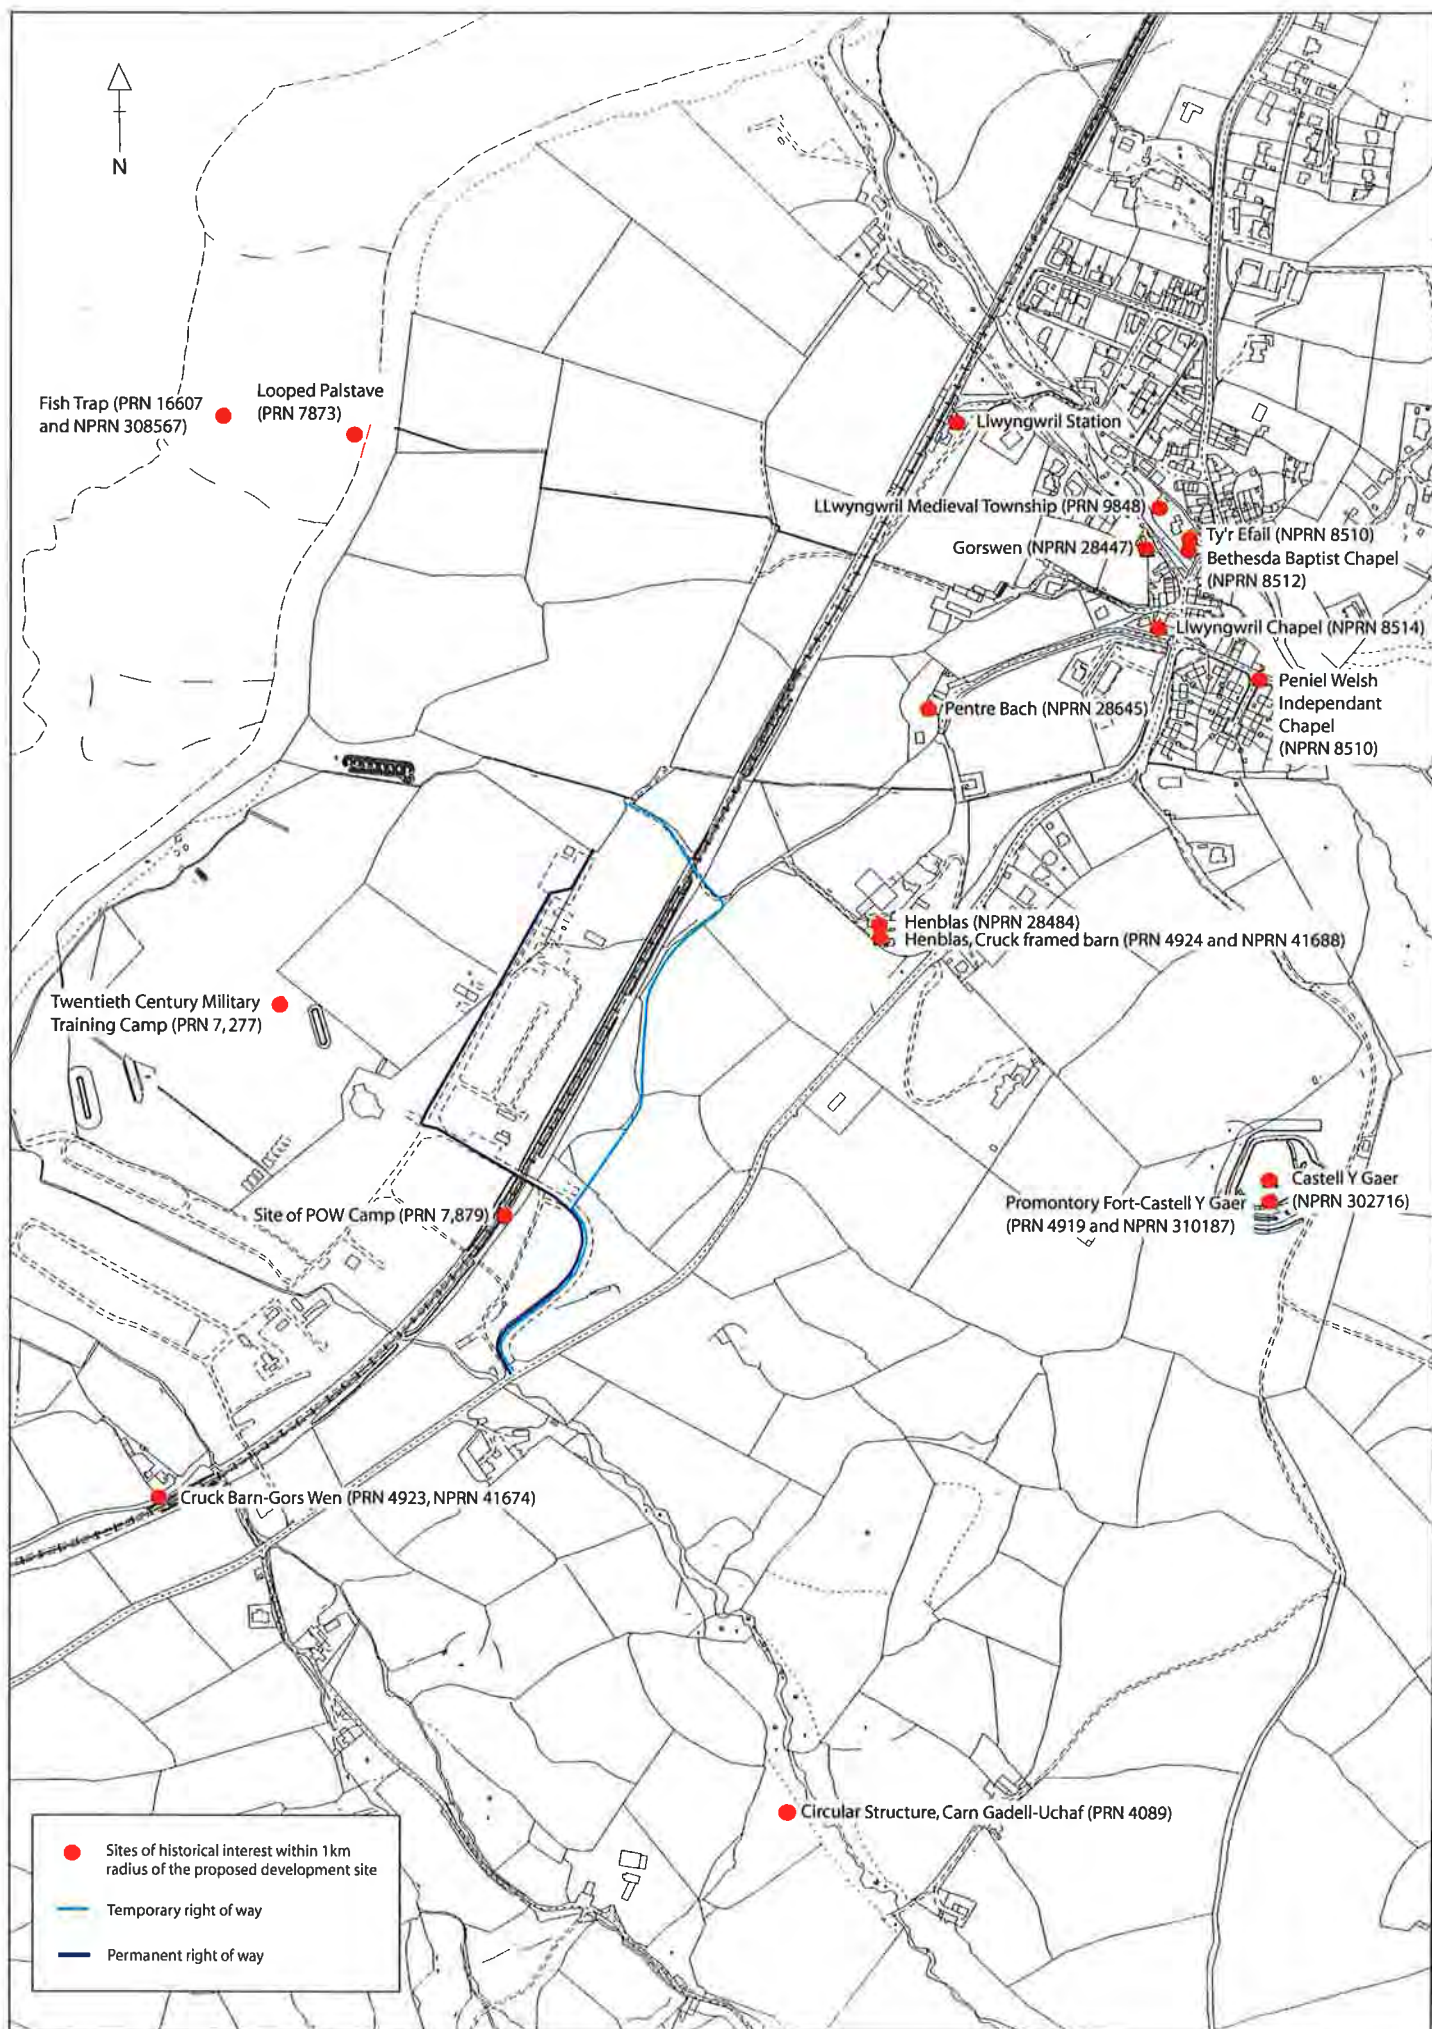 N
Fish Trap (PRN 16607
and NPRN 308567)
Looped Palstave
(PRN 7873)
Llwyngwril Station
LLwyngwril Medieval Township (PRN 9848)
Gorswen (NPRN 28447)
Ty'r Efail (NPRN 8510)
Bethesda Baptist Chapel
(NPRN 8512)
Llwyngwril Chapel (NPRN 8514)
Peniel Welsh
Independant
Chapel
(NPRN 8510)
Pentre Bach (NPRN 28645)
Henblas (NPRN 28484)
Henblas, Cruck framed barn (PRN 4924 and NPRN 41688)
Twentieth Century Military
Training Camp (PRN 7,277)
Castell Y Gaer
(NPRN 302716)
Promontory Fort-Castell Y Gaer
(PRN 4919 and NPRN 310187)
Site of POW Camp (PRN 7,879)
Cruck Barn-Gors Wen (PRN 4923, NPRN 41674)
Circular Structure, Carn Gadell-Uchaf (PRN 4089)
Sites of historical interest within 1km
radius of the proposed development site
Temporary right of way
Permanent right of way